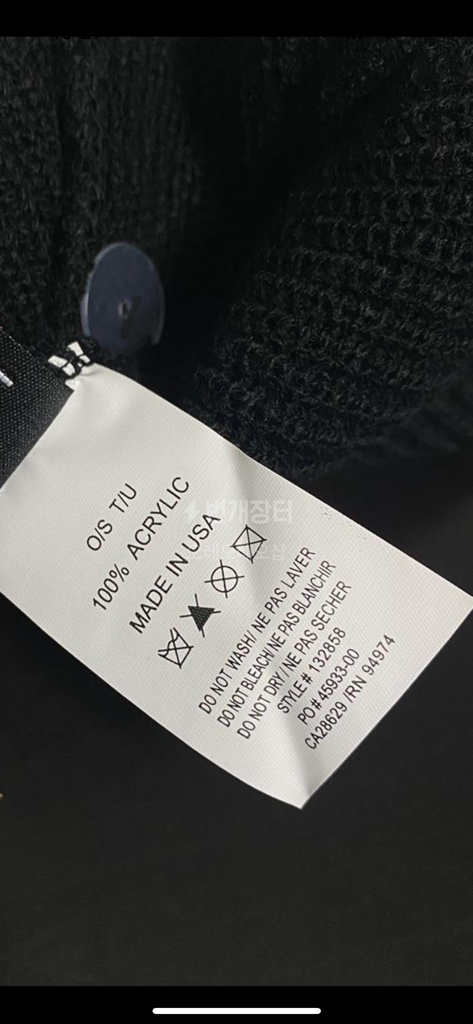 O/S T/U
100% ACRYLIC
MADE IN USA
번개장터
DO NOT WASH/ NE PAS LAVER
DO NOT BLEACH/NE PAS BLANCHIR
DO NOT DRY/ NE PAS SECHER
STYLE# 132858
PO # 45933-00
CA28629 /RN 94974